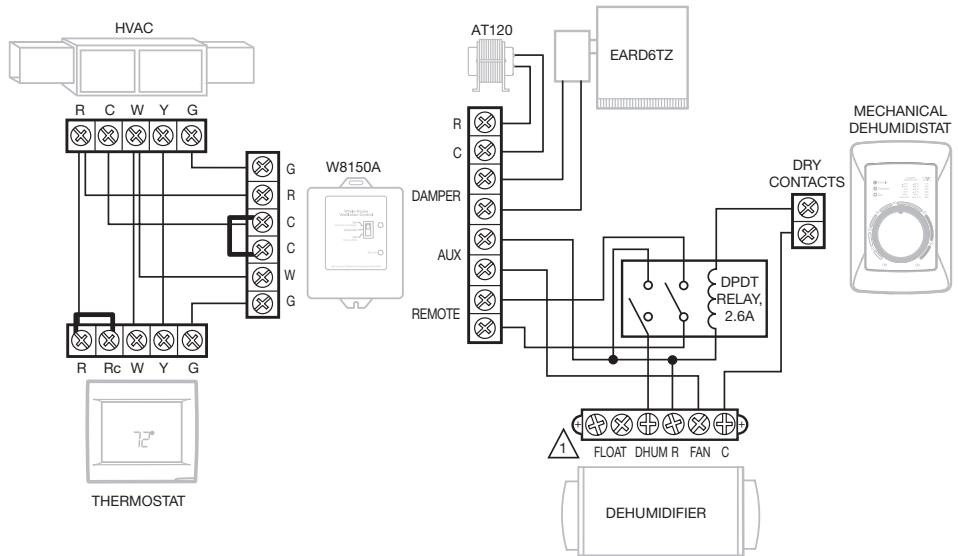 HVAC
R C W Y G
G
R
C
C
W
G
W8150A
R Rc W Y G
72°
THERMOSTAT
AT120
EARD6TZ
R
C
DAMPER
AUX
REMOTE
DPDT
RELAY,
2.6A
DRY
CONTACTS
MECHANICAL
DEHUMIDISTAT
1
FLOAT DHUM R FAN C
DEHUMIDIFIER